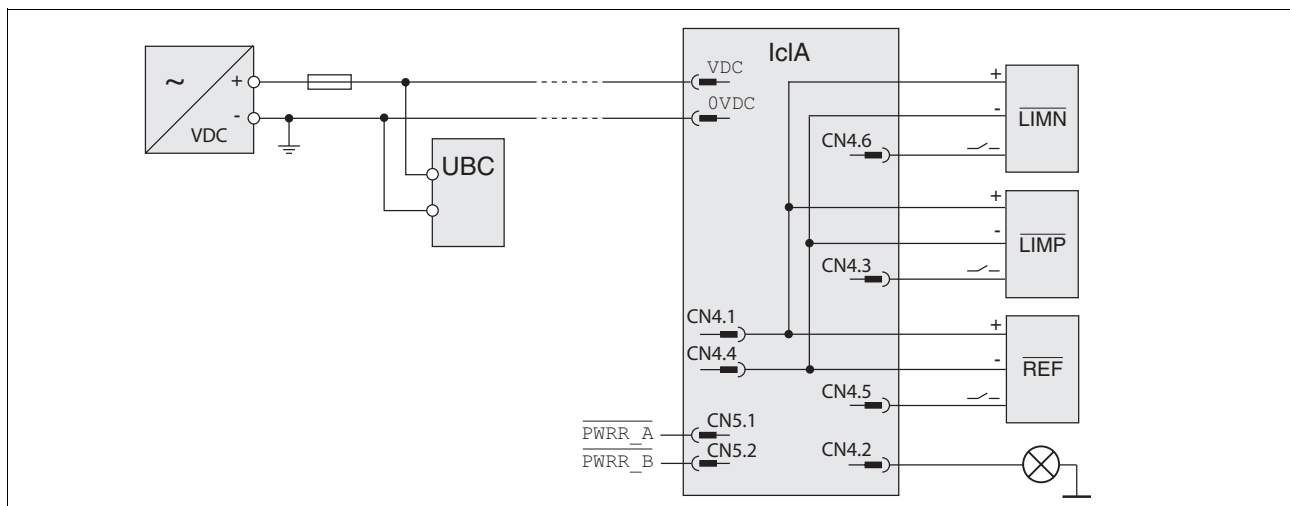 IclA
~
+
-
VDC
VDC
0VDC
UBC
+
-
LIMN
CN4.6
+
-
LIMP
CN4.3
CN4.1
CN4.4
+
-
REF
CN4.5
PWRR_A
CN5.1
PWRR_B
CN5.2
CN4.2